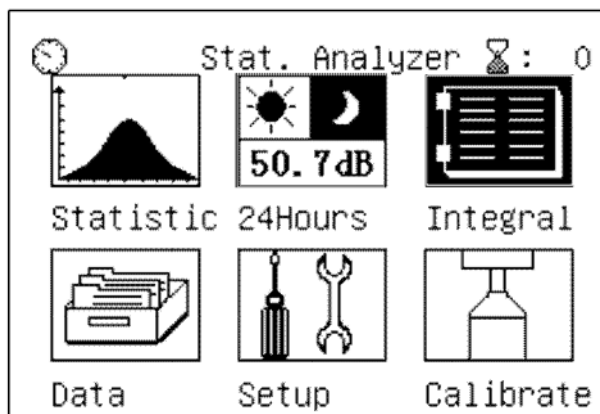 Stat. Analyzer : 0
50.7dB
Statistic 24Hours Integral
Data Setup Calibrate